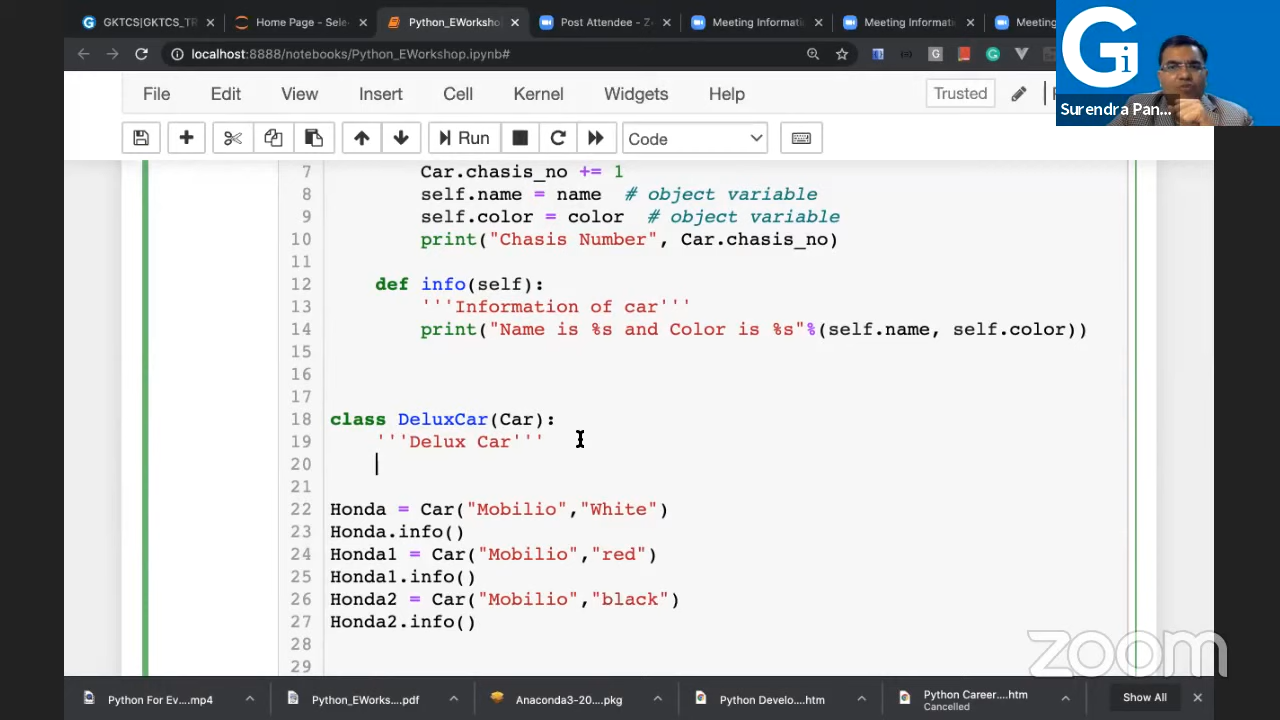 GKTCS|GKTCS_TR
Home Page - Sele
Python_EWorksho
Post Attendee - Z
Meeting Informati
Meeting Informati
Meeting
localhost:8888/notebooks/Python_EWorkshop.ipynb#
Gi
Surendra Pan...
File Edit View Insert Cell Kernel Widgets Help Trusted
Run Code
7 Car.chasis_no += 1
8 self.name = name # object variable
9 self.color = color # object variable
10 print("Chasis Number", Car.chasis_no)
11
12 def info(self):
13 '''Information of car'''
14 print("Name is %s and Color is %s"%(self.name, self.color))
15
16
17
18 class DeluxCar(Car):
19 '''Delux Car'''
20
21
22 Honda = Car("Mobilio","White")
23 Honda.info()
24 Honda1 = Car("Mobilio","red")
25 Honda1.info()
26 Honda2 = Car("Mobilio","black")
27 Honda2.info()
28
29
zoom
Python For Ev....mp4
Python_EWorks....pdf
Anaconda3-20....pkg
Python Develo....htm
Python Career....htm
Cancelled
Show All